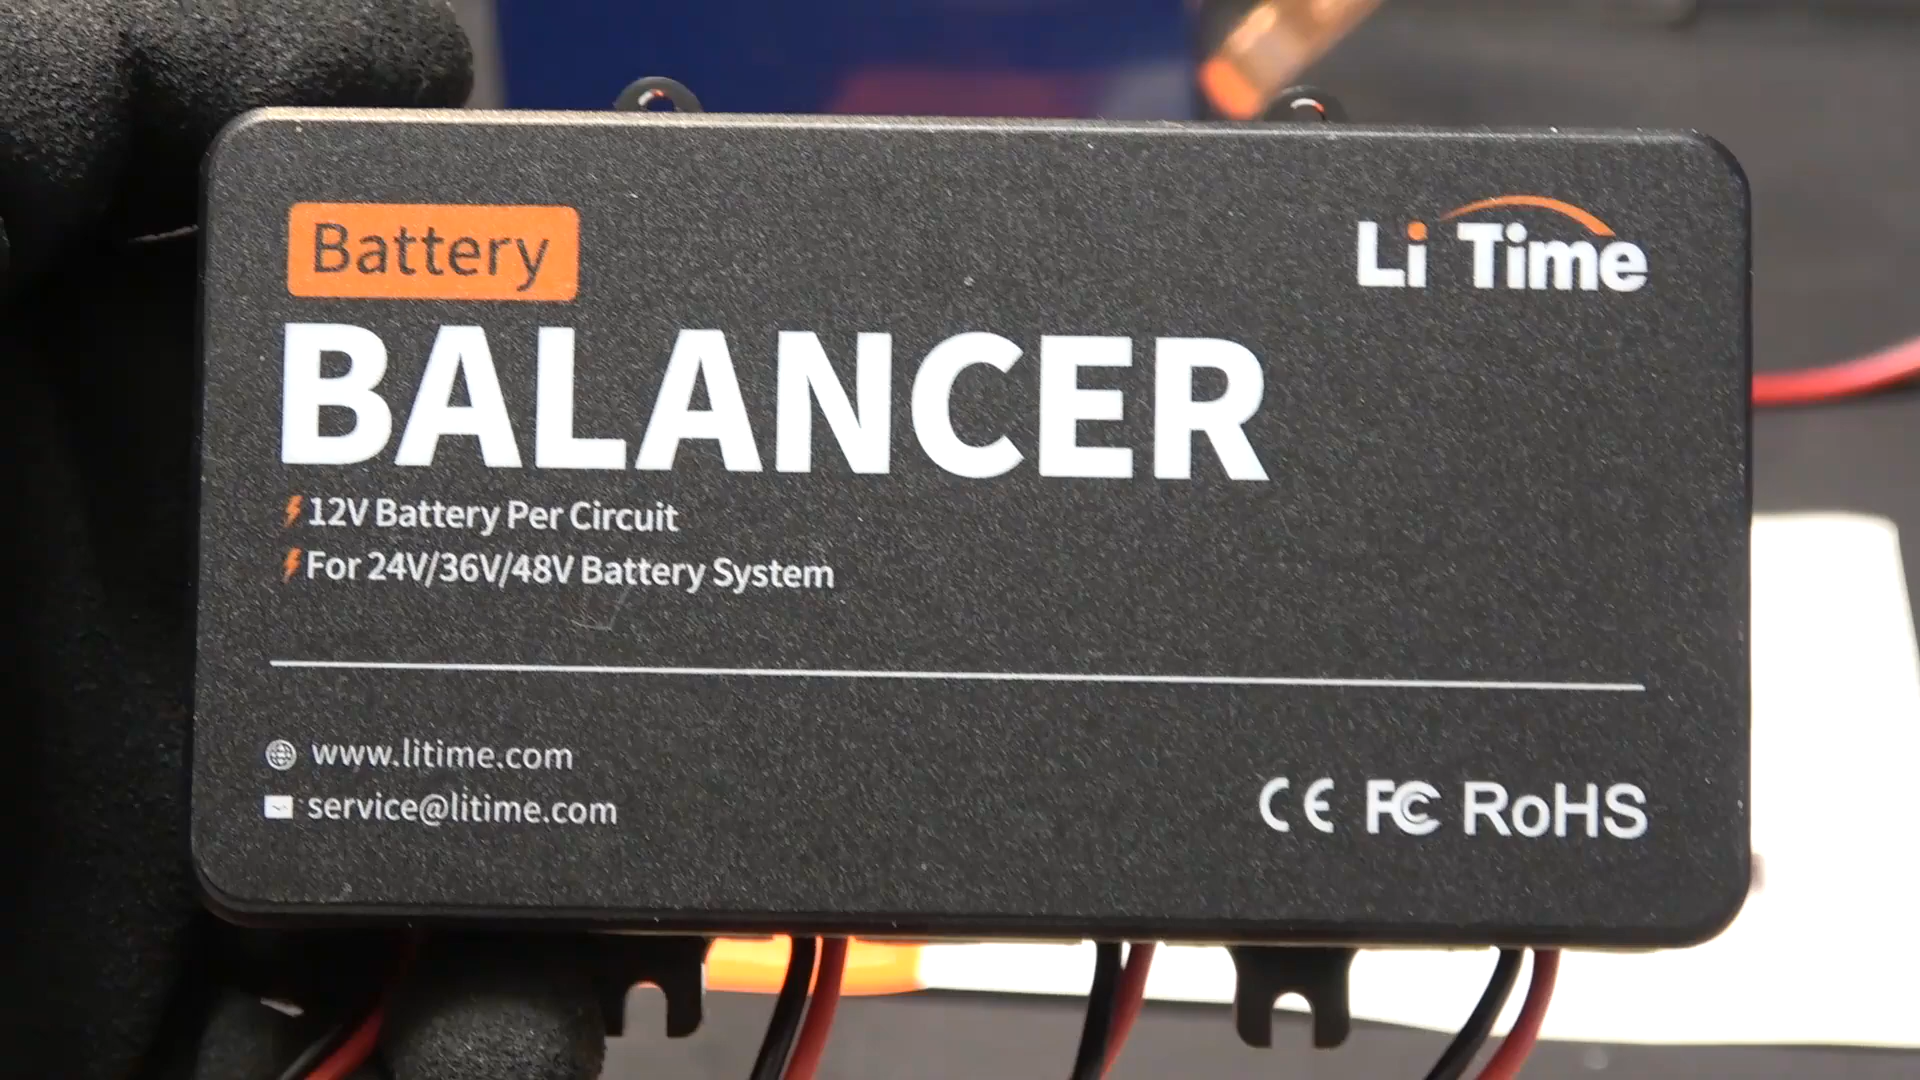 Battery
Li Time
BALANCER
12V Battery Per Circuit
For 24V/36V/48V Battery System
www.litime.com
service@litime.com
CE FC RoHS